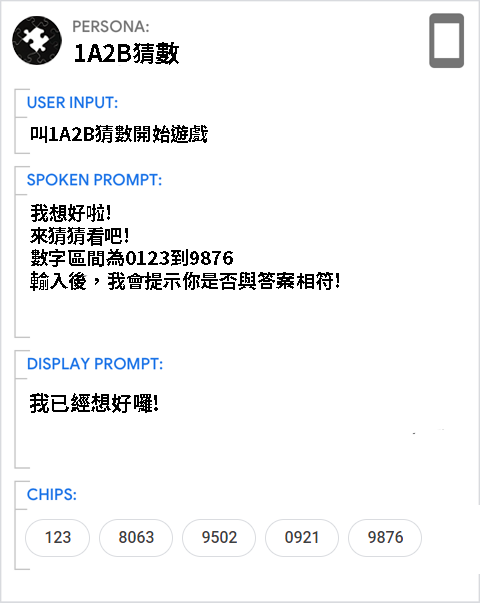 PERSONA:
1A2B猜數
USER INPUT:
叫1A2B猜數開始遊戲
SPOKEN PROMPT:
我想好啦!
來猜猜看吧!
數字區間為0123到9876
輸入後，我會提示你是否與答案相符!
DISPLAY PROMPT:
我已經想好囉!
CHIPS:
123 8063 9502 0921 9876